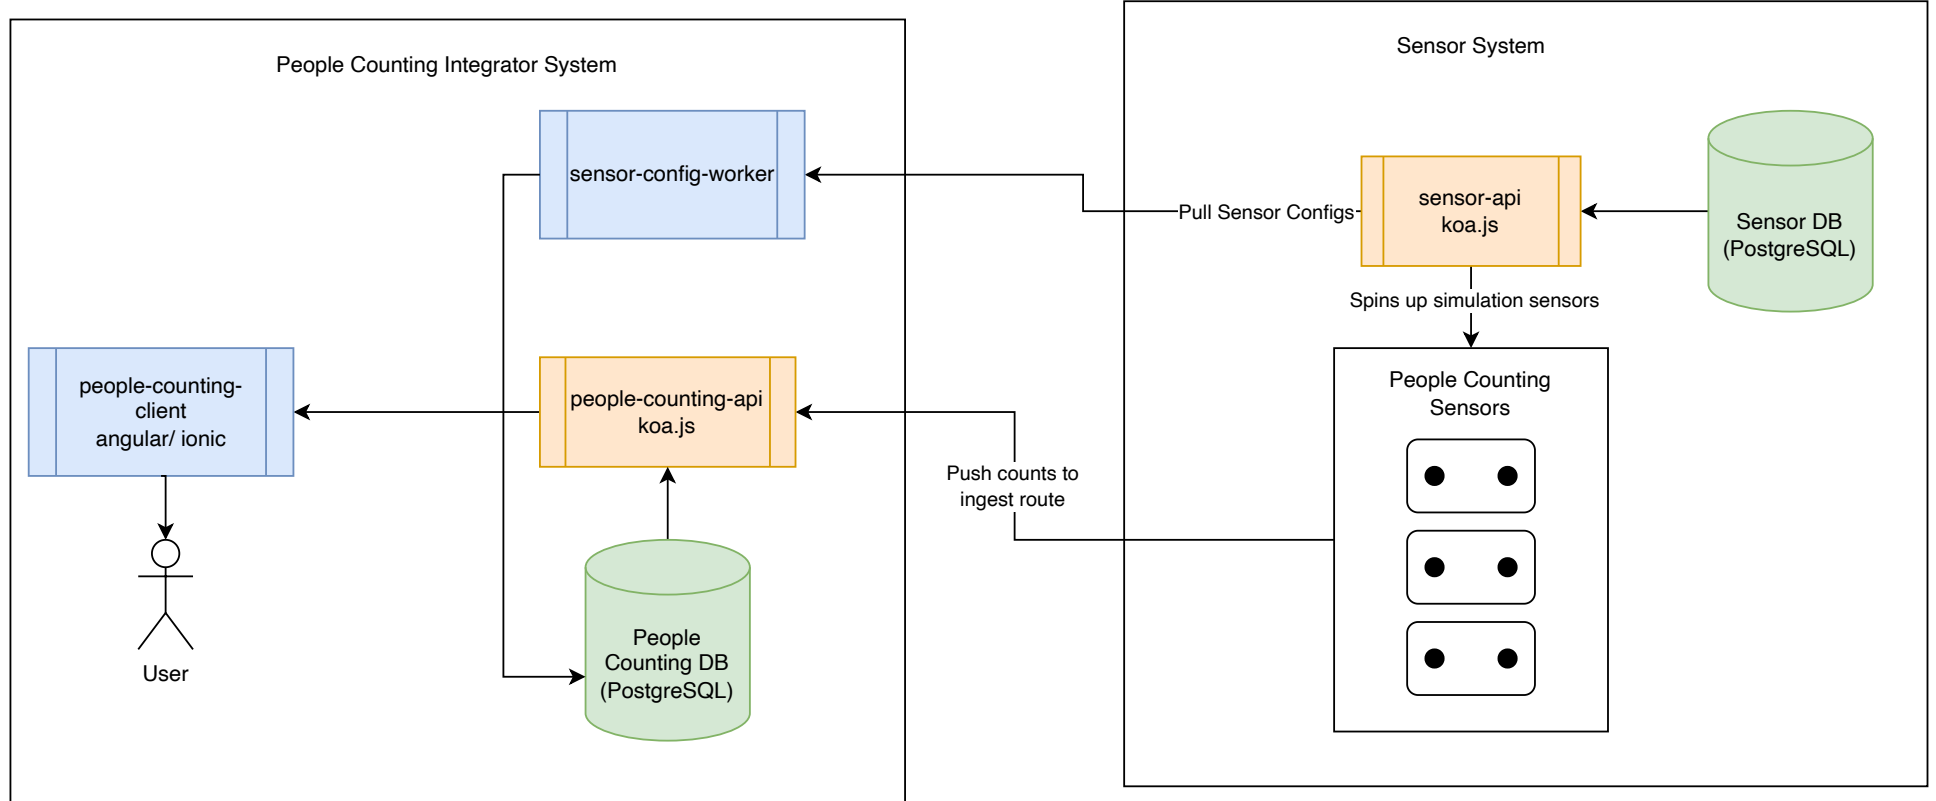 People Counting Integrator System
Sensor System
sensor-config-worker
Pull Sensor Configs
sensor-api
koa.js
Sensor DB
(PostgreSQL)
Spins up simulation sensors
people-counting-
client
angular/ ionic
people-counting-api
koa.js
People Counting
Sensors
Push counts to
ingest route
People
Counting DB
(PostgreSQL)
User